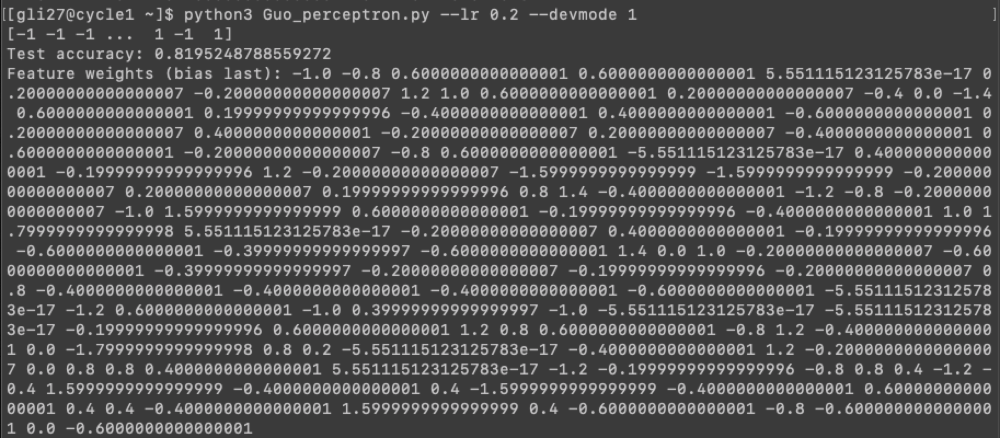 [[gli27@cycle1 ~]$ python3 Guo_perceptron.py --lr 0.2 --devmode 1 ]
[-1 -1 -1 ...  1 -1  1]
Test accuracy: 0.8195248788559272
Feature weights (bias last): -1.0 -0.8 0.6000000000000001 0.6000000000000001 5.551115123125783e-17 0
.20000000000000007 -0.20000000000000007 1.2 1.0 0.6000000000000001 0.20000000000000007 -0.4 0.0 -1.4
 0.6000000000000001 0.19999999999999996 -0.4000000000000001 0.4000000000000001 -0.6000000000000001 0
.20000000000000007 0.4000000000000001 -0.20000000000000007 0.20000000000000007 -0.4000000000000001 0
.6000000000000001 -0.20000000000000007 -0.8 0.6000000000000001 -5.551115123125783e-17 0.400000000000
0001 -0.19999999999999996 1.2 -0.20000000000000007 -1.5999999999999999 -1.5999999999999999 -0.200000
00000000007 0.20000000000000007 0.19999999999999996 0.8 1.4 -0.4000000000000001 -1.2 -0.8 -0.2000000
0000000007 -1.0 1.5999999999999999 0.6000000000000001 -0.19999999999999996 -0.4000000000000001 1.0 1
.7999999999999998 5.551115123125783e-17 -0.20000000000000007 0.4000000000000001 -0.19999999999999996
 -0.6000000000000001 -0.39999999999999997 -0.6000000000000001 1.4 0.0 1.0 -0.20000000000000007 -0.60
00000000000001 -0.39999999999999997 -0.20000000000000007 -0.19999999999999996 -0.20000000000000007 0
.8 -0.4000000000000001 -0.4000000000000001 -0.4000000000000001 -0.6000000000000001 -5.55111512312578
3e-17 -1.2 0.6000000000000001 -1.0 0.39999999999999997 -1.0 -5.551115123125783e-17 -5.55111512312578
3e-17 -0.19999999999999996 0.6000000000000001 1.2 0.8 0.6000000000000001 -0.8 1.2 -0.400000000000000
1 0.0 -1.7999999999999998 0.8 0.2 -5.551115123125783e-17 -0.4000000000000001 1.2 -0.2000000000000000
7 0.0 0.8 0.8 0.4000000000000001 5.551115123125783e-17 -1.2 -0.19999999999999996 -0.8 0.8 0.4 -1.2 -
0.4 1.5999999999999999 -0.4000000000000001 0.4 -1.5999999999999999 -0.4000000000000001 0.60000000000
00001 0.4 0.4 -0.4000000000000001 1.5999999999999999 0.4 -0.6000000000000001 -0.8 -0.600000000000000
1 0.0 -0.6000000000000001